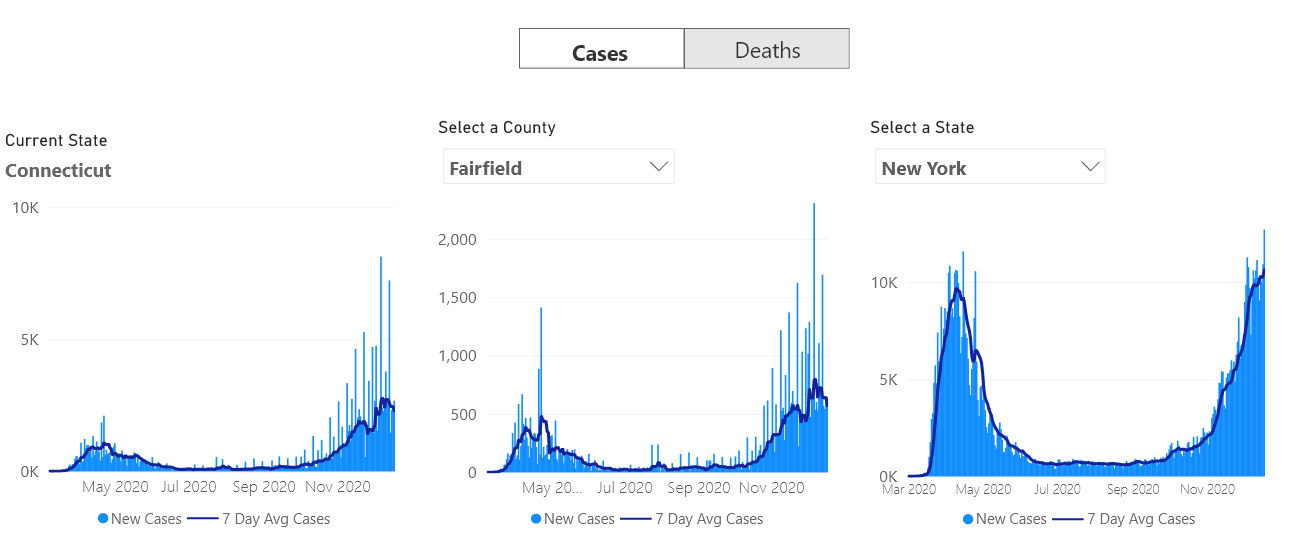 Cases
Deaths
Current State
Connecticut
10K
5K
0K
May 2020 Jul 2020 Sep 2020 Nov 2020
New Cases 7 Day Avg Cases
Select a County
Fairfield
2,000
1,500
1,000
500
0
May 20... Jul 2020 Sep 2020 Nov 2020
New Cases 7 Day Avg Cases
Select a State
New York
10K
5K
0K
Mar 2020 May 2020 Jul 2020 Sep 2020 Nov 2020
New Cases 7 Day Avg Cases